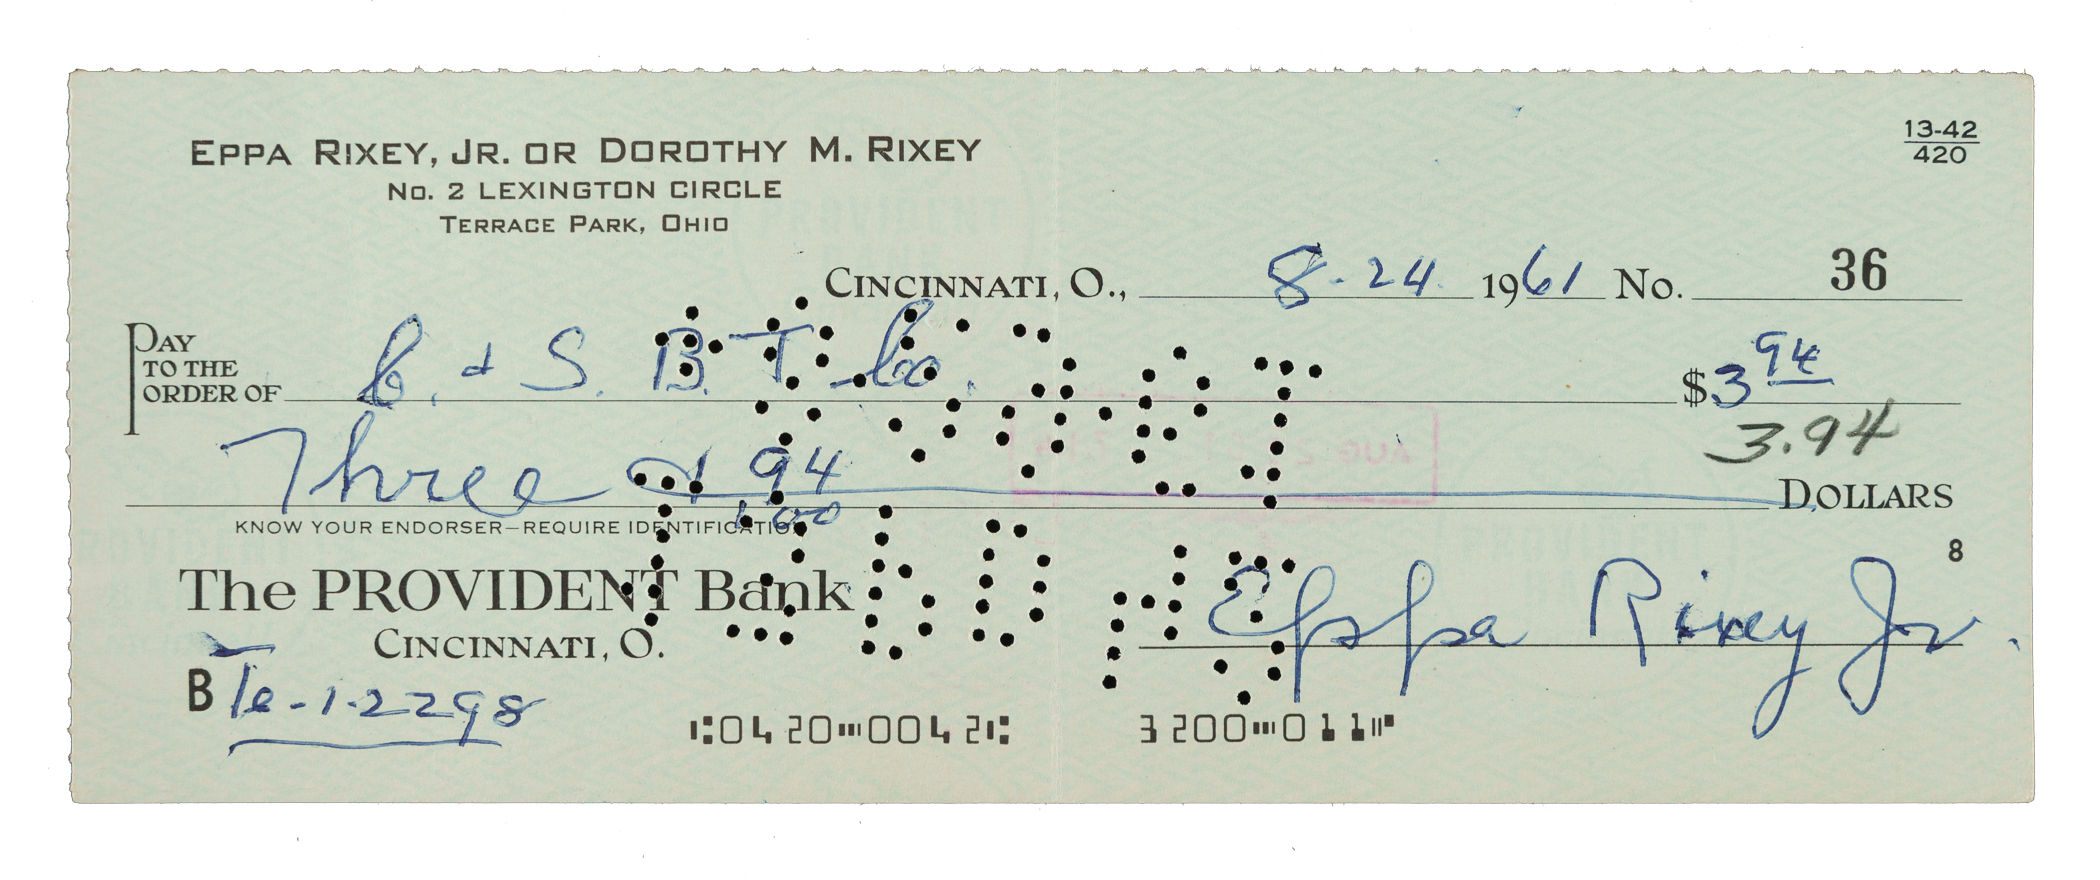 EPPA RIXEY, JR. OR DOROTHY M. RIXEY
No. 2 LEXINGTON CIRCLE
TERRACE PARK, OHIO
13-42
420
CINCINNATI, O., 8-24 1961 No. 36
PAY TO THE ORDER OF C. & S. B. T. Co. $3 94
3.94
Three & 94/100 DOLLARS
KNOW YOUR ENDORSER—REQUIRE IDENTIFICATION
8
The PROVIDENT Bank
CINCINNATI, O.
Eppa Rixey Jr.
B Te-1-2298
⑆0420⑉0042⑆ 3200⑉011⑈